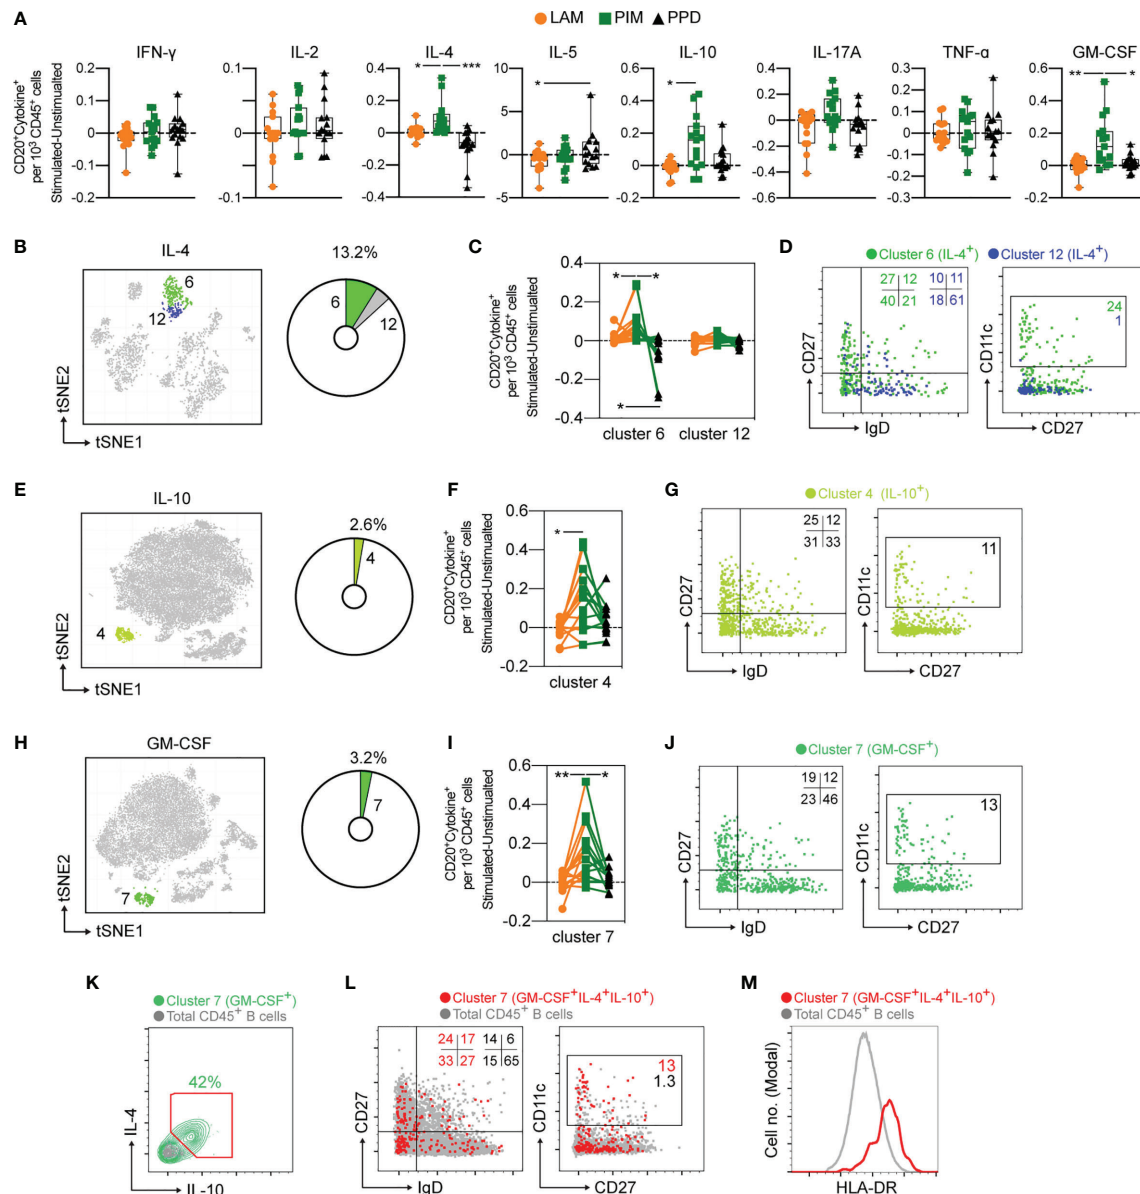 A
LAM PIM PPD
IFN-γ IL-2 IL-4 IL-5 IL-10 IL-17A TNF-α GM-CSF
CD20+Cytokine+
per 10³ CD45+ cells
Stimulated-Unstimualted
0.2 0.1 0.4 5 0.6 0.4 0.3 0.6
0.1 0.2 0.4 0.2 0.2 0.1 0.4
0 0 0 0 0.2 0 0 0.2
-0.1 -0.2 0 -0.2 -0.1 0
-0.2 -0.1 -0.4 -5 -0.2 -0.4 -0.2 -0.2
-0.6 -0.3
* *** * * ** *
B
IL-4
6
12
tSNE2
tSNE1
13.2%
6
12
C
CD20+Cytokine+
per 10³ CD45+ cells
Stimulated-Unstimualted
0.4
0.2
0
-0.2
-0.4
* *
*
cluster 6 cluster 12
D
Cluster 6 (IL-4+) Cluster 12 (IL-4+)
27 12 10 11
40 21 18 61
CD27
IgD
24
1
CD11c
CD27
E
IL-10
4
tSNE2
tSNE1
2.6%
4
F
CD20+Cytokine+
per 10³ CD45+ cells
Stimulated-Unstimualted
0.6
0.4
0.2
0
-0.2
*
cluster 4
G
Cluster 4 (IL-10+)
25 12
31 33
CD27
IgD
11
CD11c
CD27
H
GM-CSF
7
tSNE2
tSNE1
3.2%
7
I
CD20+Cytokine+
per 10³ CD45+ cells
Stimulated-Unstimualted
0.6
0.4
0.2
0
-0.2
** *
cluster 7
J
Cluster 7 (GM-CSF+)
19 12
23 46
CD27
IgD
13
CD11c
CD27
K
Cluster 7 (GM-CSF+)
Total CD45+ B cells
42%
IL-4
IL-10
L
Cluster 7 (GM-CSF+IL-4+IL-10+)
Total CD45+ B cells
24 17 14 6
33 27 15 65
CD27
IgD
13
1.3
CD11c
CD27
M
Cluster 7 (GM-CSF+IL-4+IL-10+)
Total CD45+ B cells
Cell no. (Modal)
HLA-DR